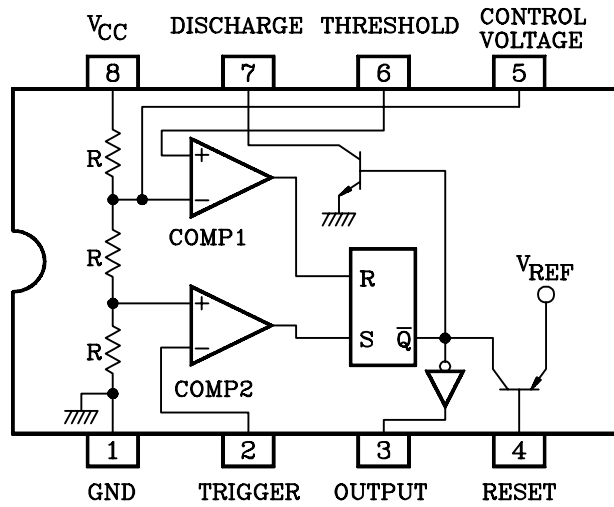 VCC DISCHARGE THRESHOLD CONTROL VOLTAGE
8 7 6 5
R
+
−
COMP1
R
R
VREF
+
S Q̅
−
R
COMP2
1 2 3 4
GND TRIGGER OUTPUT RESET